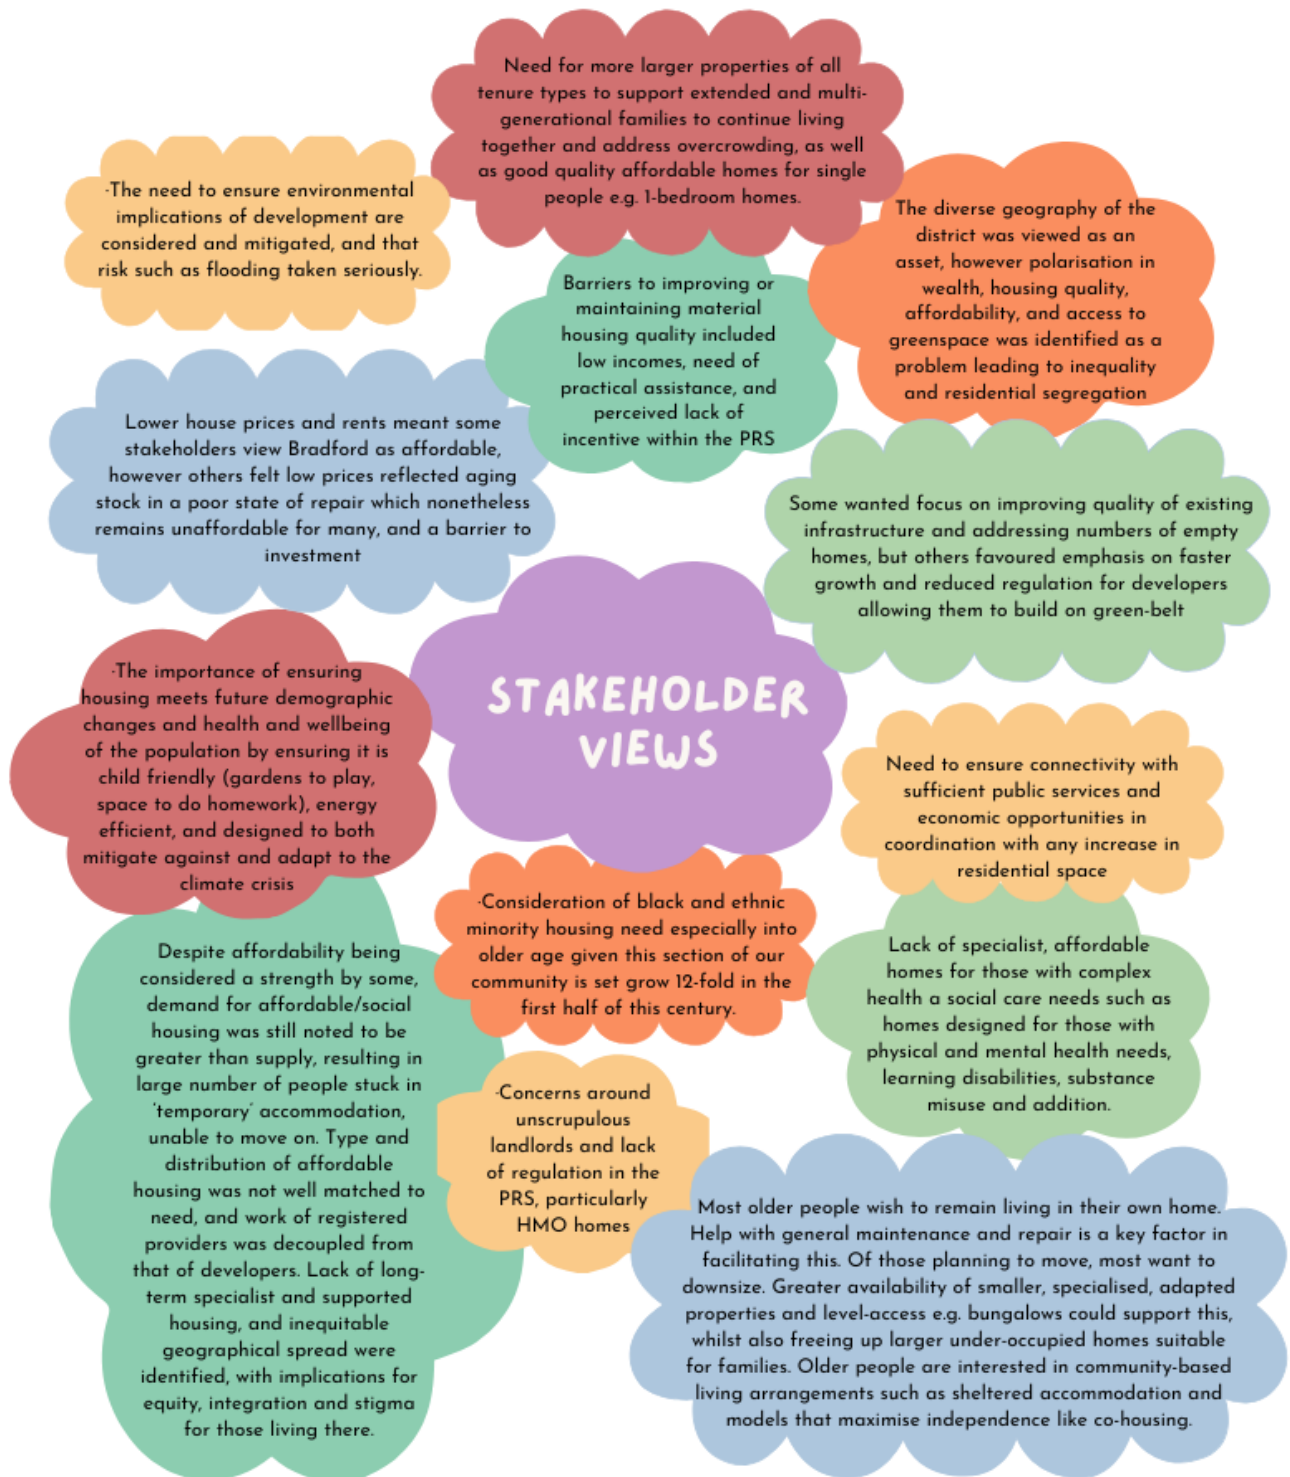 Need for more larger properties of all
tenure types to support extended and multi-
generational families to continue living
together and address overcrowding, as well
as good quality affordable homes for single
people e.g. 1-bedroom homes.
·The need to ensure environmental
implications of development are
considered and mitigated, and that
risk such as flooding taken seriously.
The diverse geography of the
district was viewed as an
asset, however polarisation in
wealth, housing quality,
affordability, and access to
greenspace was identified as a
problem leading to inequality
and residential segregation
Barriers to improving or
maintaining material
housing quality included
low incomes, need of
practical assistance, and
perceived lack of
incentive within the PRS
Lower house prices and rents meant some
stakeholders view Bradford as affordable,
however others felt low prices reflected aging
stock in a poor state of repair which nonetheless
remains unaffordable for many, and a barrier to
investment
Some wanted focus on improving quality of existing
infrastructure and addressing numbers of empty
homes, but others favoured emphasis on faster
growth and reduced regulation for developers
allowing them to build on green-belt
STAKEHOLDER
VIEWS
·The importance of ensuring
housing meets future demographic
changes and health and wellbeing
of the population by ensuring it is
child friendly (gardens to play,
space to do homework), energy
efficient, and designed to both
mitigate against and adapt to the
climate crisis
Need to ensure connectivity with
sufficient public services and
economic opportunities in
coordination with any increase in
residential space
·Consideration of black and ethnic
minority housing need especially into
older age given this section of our
community is set grow 12-fold in the
first half of this century.
Lack of specialist, affordable
homes for those with complex
health a social care needs such as
homes designed for those with
physical and mental health needs,
learning disabilities, substance
misuse and addition.
Despite affordability being
considered a strength by some,
demand for affordable/social
housing was still noted to be
greater than supply, resulting in
large number of people stuck in
'temporary' accommodation,
unable to move on. Type and
distribution of affordable
housing was not well matched to
need, and work of registered
providers was decoupled from
that of developers. Lack of long-
term specialist and supported
housing, and inequitable
geographical spread were
identified, with implications for
equity, integration and stigma
for those living there.
·Concerns around
unscrupulous
landlords and lack
of regulation in the
PRS, particularly
HMO homes
Most older people wish to remain living in their own home.
Help with general maintenance and repair is a key factor in
facilitating this. Of those planning to move, most want to
downsize. Greater availability of smaller, specialised, adapted
properties and level-access e.g. bungalows could support this,
whilst also freeing up larger under-occupied homes suitable
for families. Older people are interested in community-based
living arrangements such as sheltered accommodation and
models that maximise independence like co-housing.